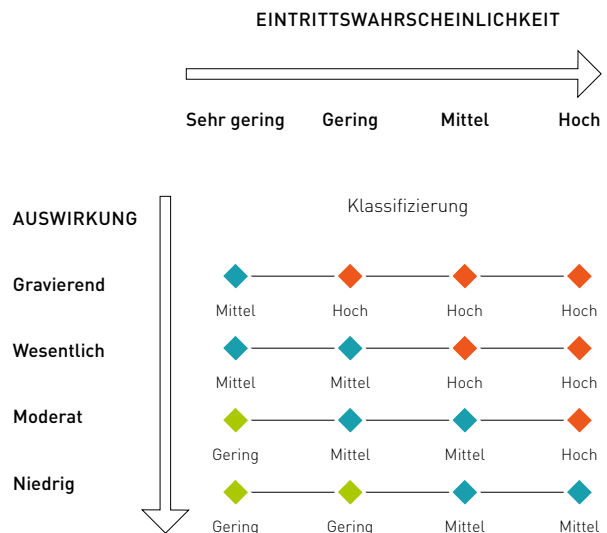 EINTRITTSWAHRSCHEINLICHKEIT
Sehr gering Gering Mittel Hoch
AUSWIRKUNG Klassifizierung
Gravierend
Mittel Hoch Hoch Hoch
Wesentlich
Mittel Mittel Hoch Hoch
Moderat
Gering Mittel Mittel Hoch
Niedrig
Gering Gering Mittel Mittel